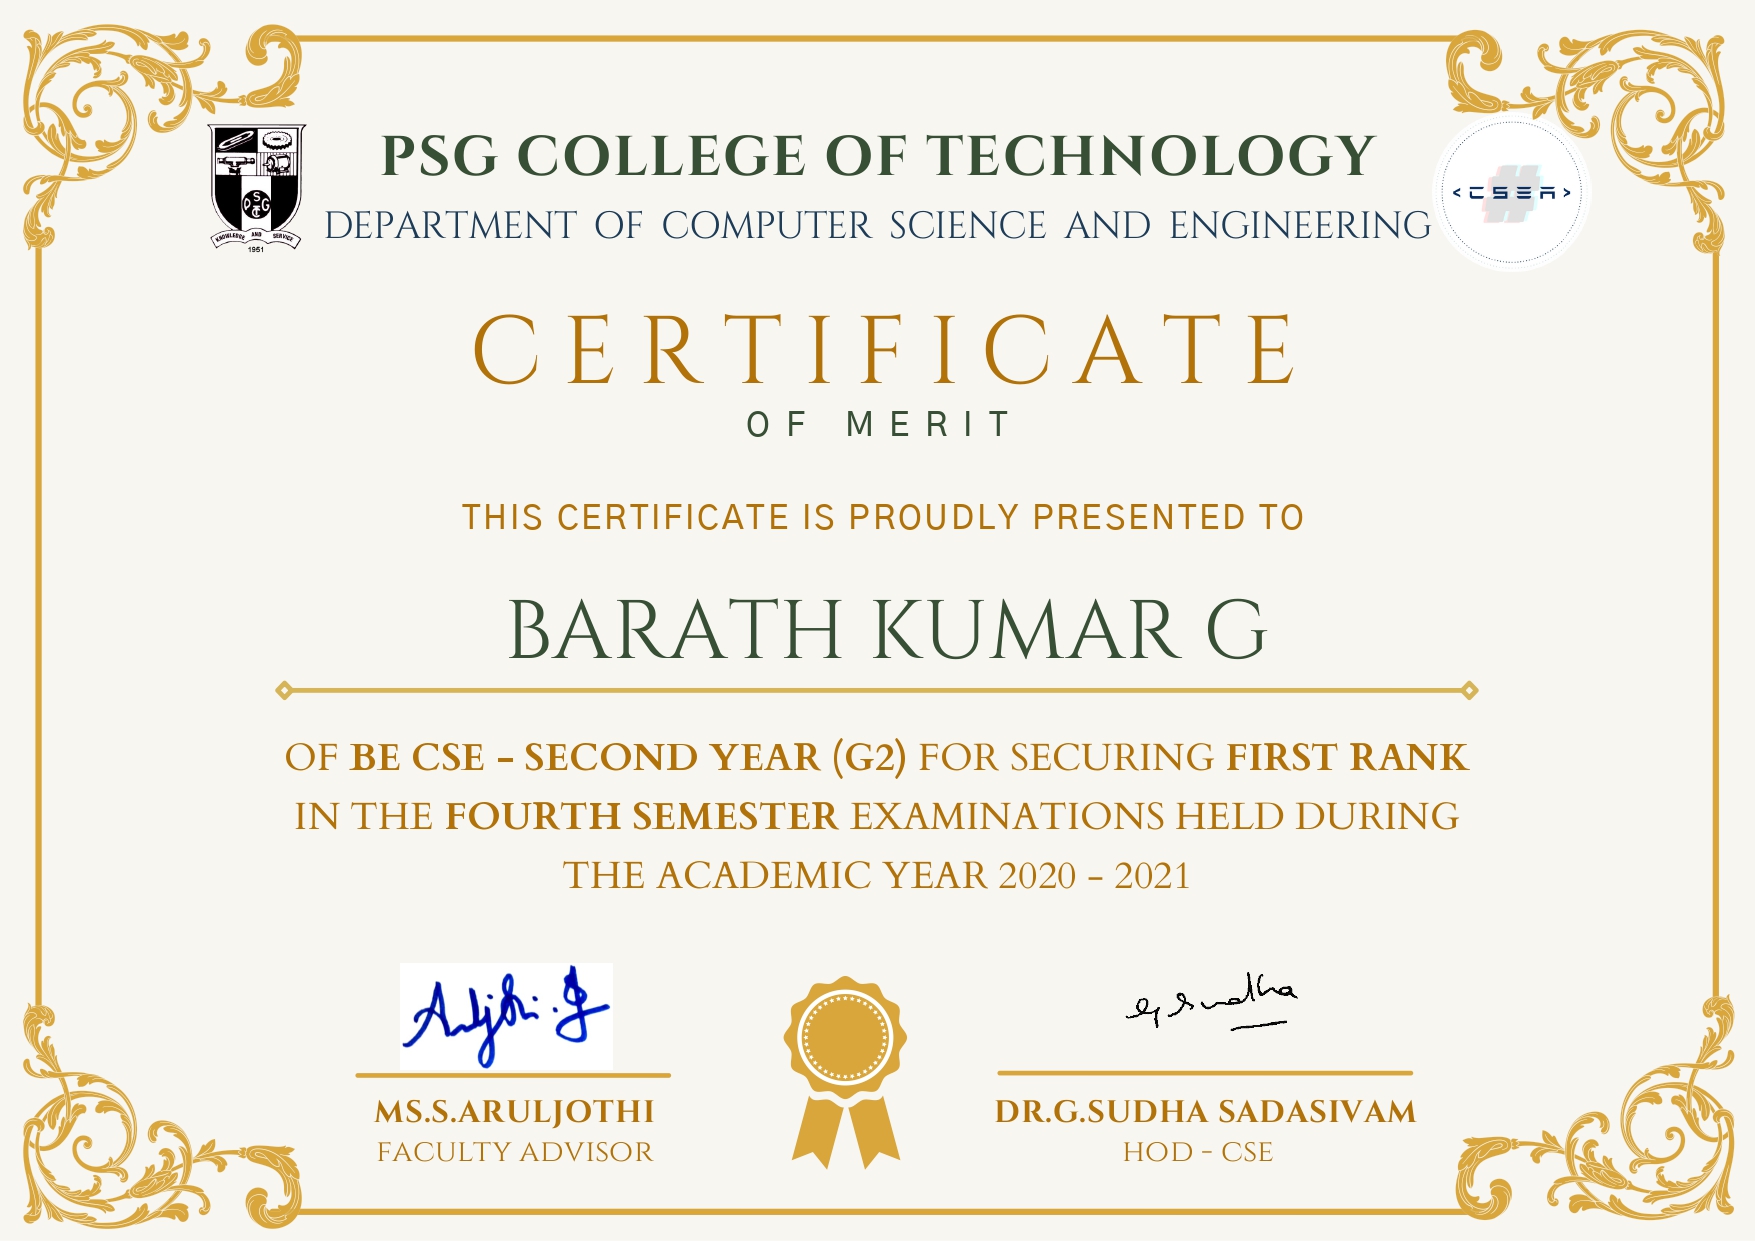 PSG COLLEGE OF TECHNOLOGY
DEPARTMENT OF COMPUTER SCIENCE AND ENGINEERING
PSG
CT
KNOWLEDGE AND SERVICE
1951
<CSEA>
CERTIFICATE
OF MERIT
THIS CERTIFICATE IS PROUDLY PRESENTED TO
BARATH KUMAR G
OF BE CSE - SECOND YEAR (G2) FOR SECURING FIRST RANK
IN THE FOURTH SEMESTER EXAMINATIONS HELD DURING
THE ACADEMIC YEAR 2020 - 2021
G Sudha
MS.S.ARULJOTHI
FACULTY ADVISOR
DR.G.SUDHA SADASIVAM
HOD - CSE